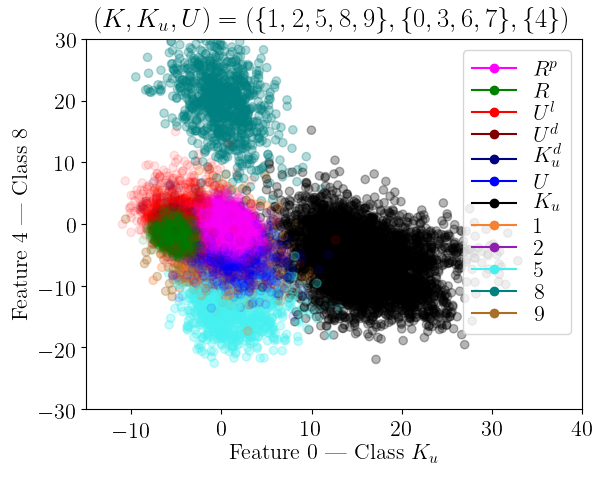 (K, K_u, U) = ({1, 2, 5, 8, 9}, {0, 3, 6, 7}, {4})
30
20
10
0
−10
−20
−30
Feature 4 — Class 8
−10
0
10
20
30
40
Feature 0 — Class K_u
R^p
R
U^l
U^d
K_u^d
U
K_u
1
2
5
8
9